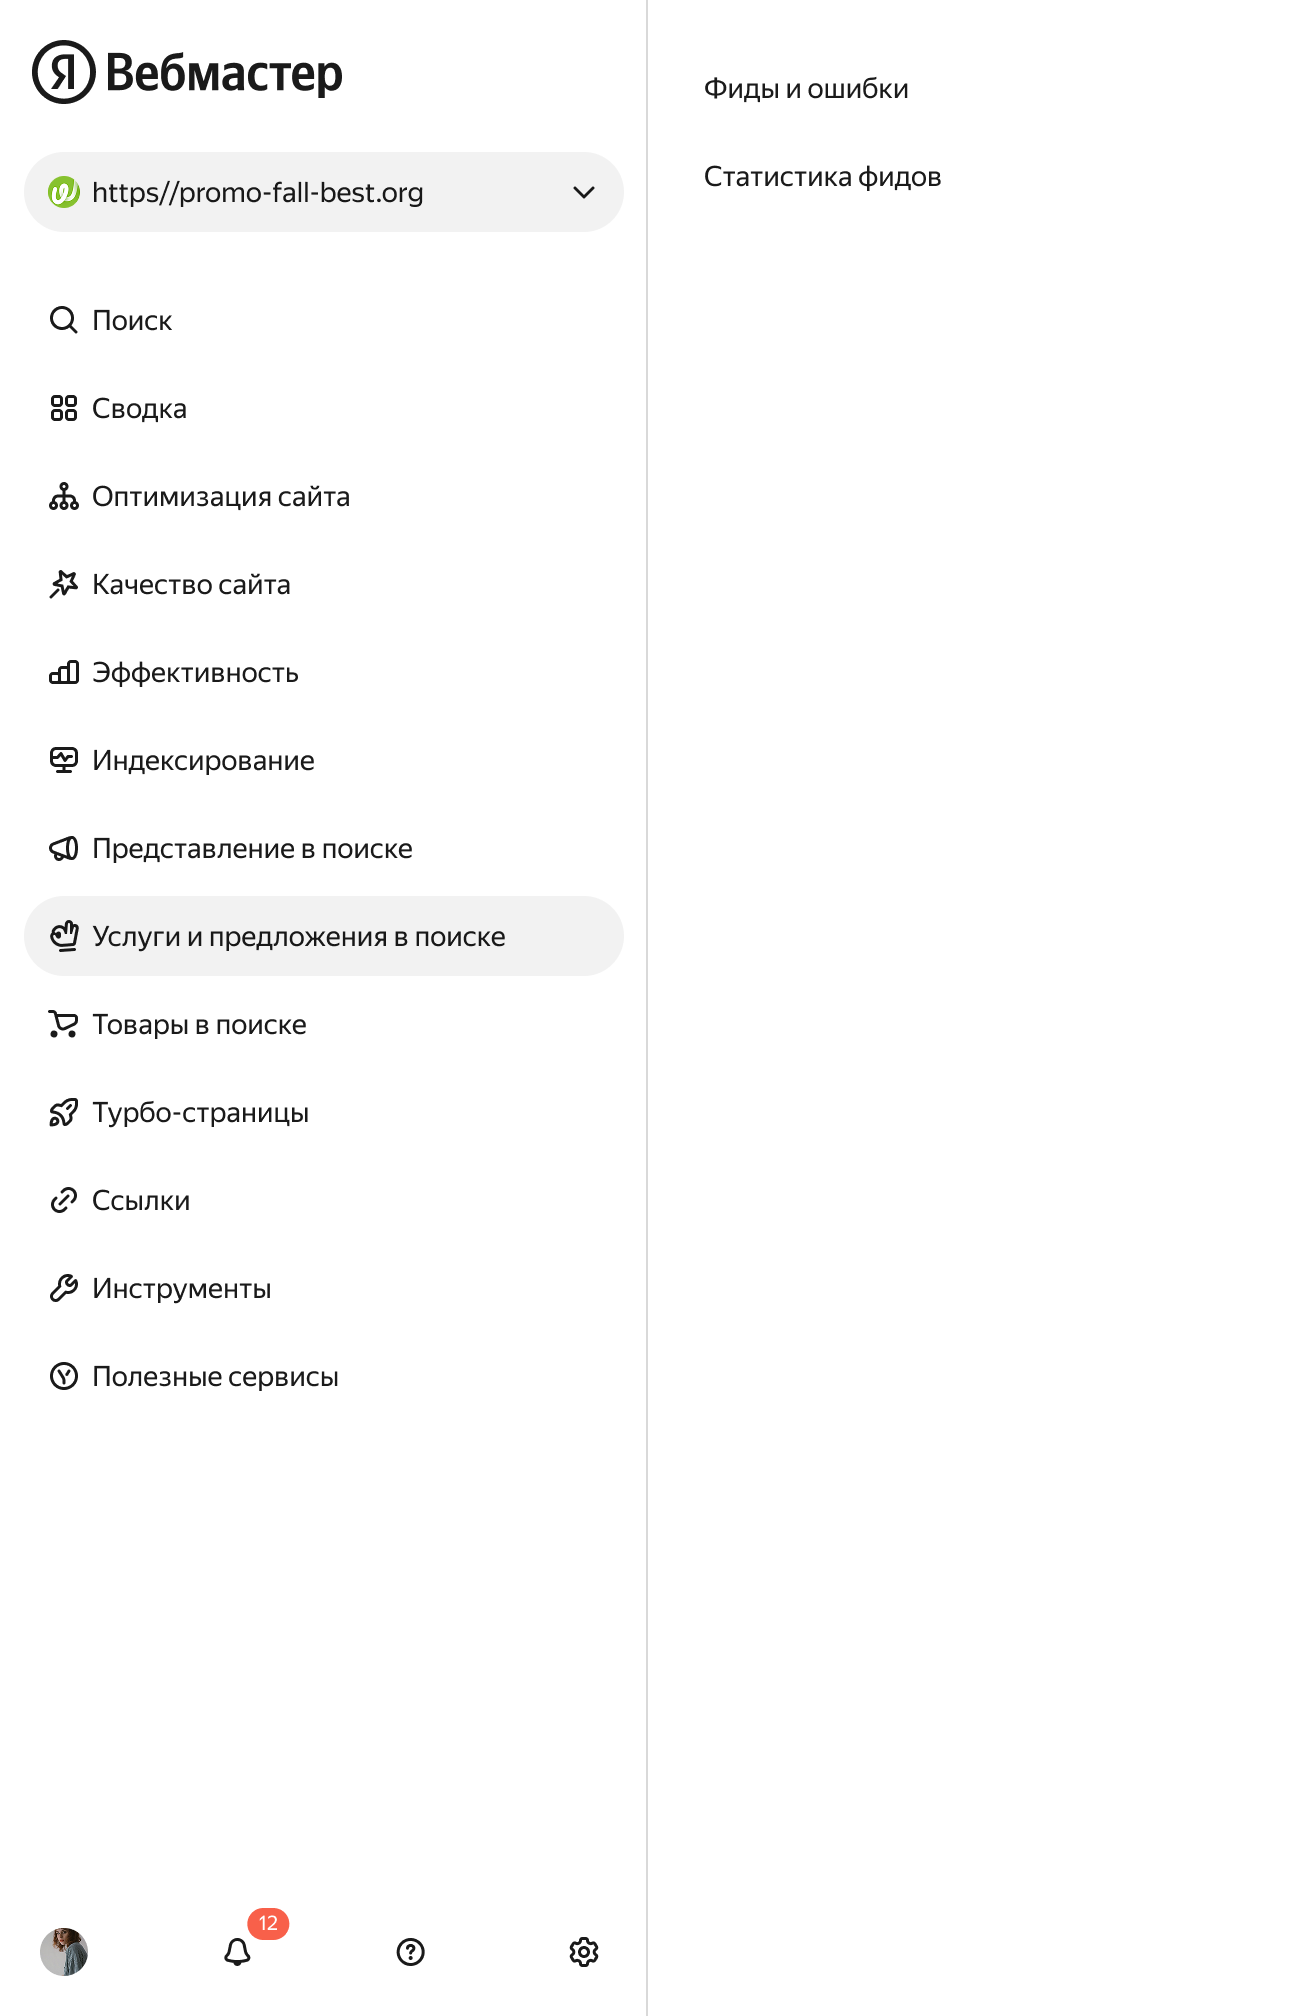 Я Вебмастер
https//promo-fall-best.org
Поиск
Сводка
Оптимизация сайта
Качество сайта
Эффективность
Индексирование
Представление в поиске
Услуги и предложения в поиске
Товары в поиске
Турбо-страницы
Ссылки
Инструменты
Полезные сервисы
12
Фиды и ошибки
Статистика фидов